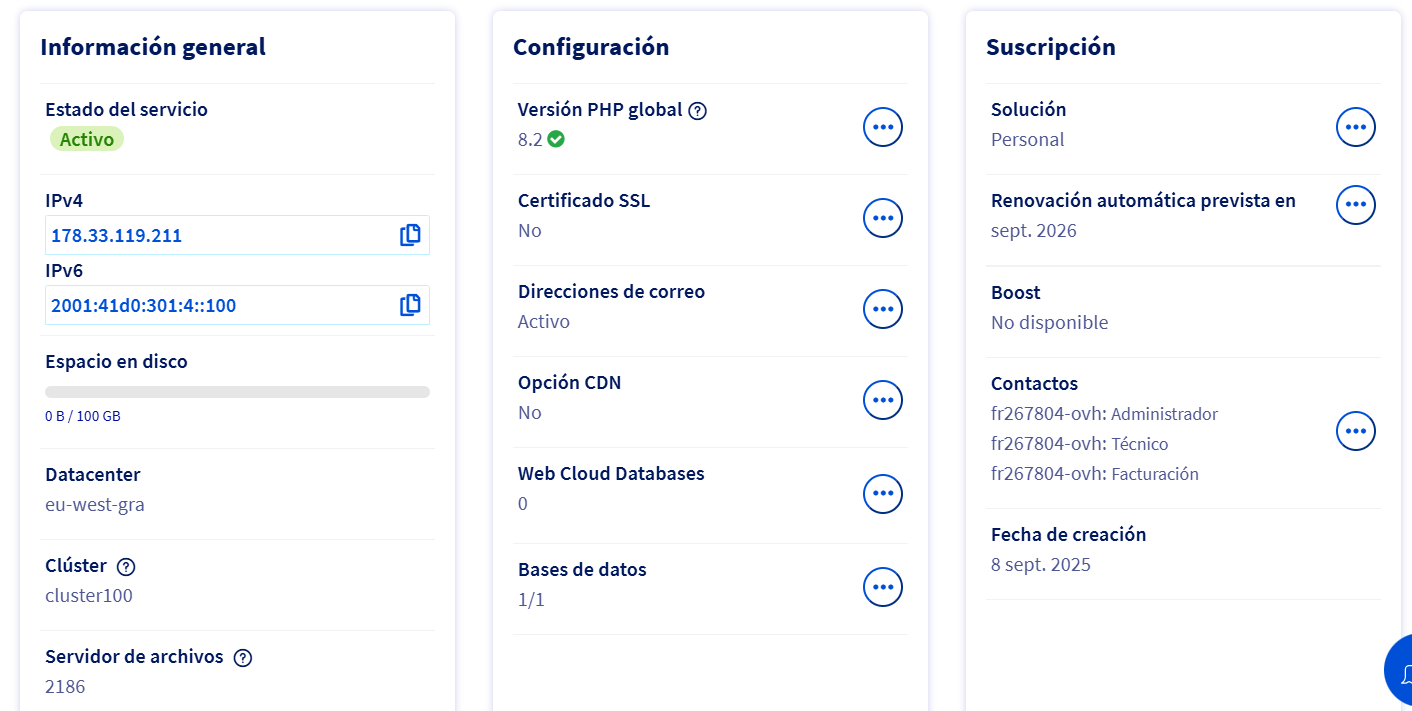 Información general
Estado del servicio
Activo
IPv4
178.33.119.211
IPv6
2001:41d0:301:4::100
Espacio en disco
0 B / 100 GB
Datacenter
eu-west-gra
Clúster
cluster100
Servidor de archivos
2186
Configuración
Versión PHP global
8.2
Certificado SSL
No
Direcciones de correo
Activo
Opción CDN
No
Web Cloud Databases
0
Bases de datos
1/1
Suscripción
Solución
Personal
Renovación automática prevista en
sept. 2026
Boost
No disponible
Contactos
fr267804-ovh: Administrador
fr267804-ovh: Técnico
fr267804-ovh: Facturación
Fecha de creación
8 sept. 2025